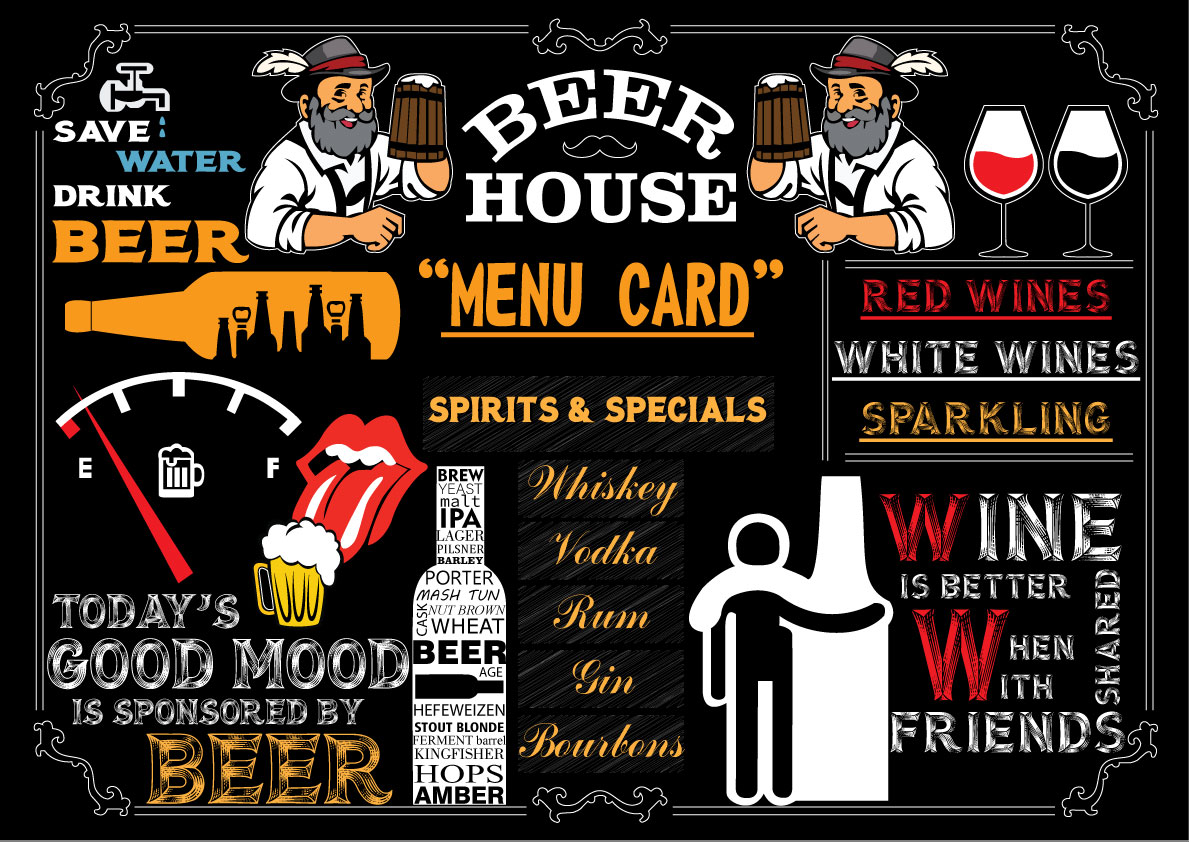 SAVE
WATER
DRINK
BEER
BEER
HOUSE
“MENU CARD”
RED WINES
WHITE WINES
SPARKLING
SPIRITS & SPECIALS
Whiskey
Vodka
Rum
Gin
Bourbons
E
F
TODAY'S
GOOD MOOD
IS SPONSORED BY
BEER
BREW
YEAST
malt
IPA
LAGER
PILSNER
BARLEY
PORTER
MASH TUN
CASK
NUT BROWN
WHEAT
BEER
AGE
HEFEWEIZEN
STOUT BLONDE
FERMENT barrel
KINGFISHER
HOPS
AMBER
WINE
IS BETTER
WHEN
SHARED
WITH
FRIENDS